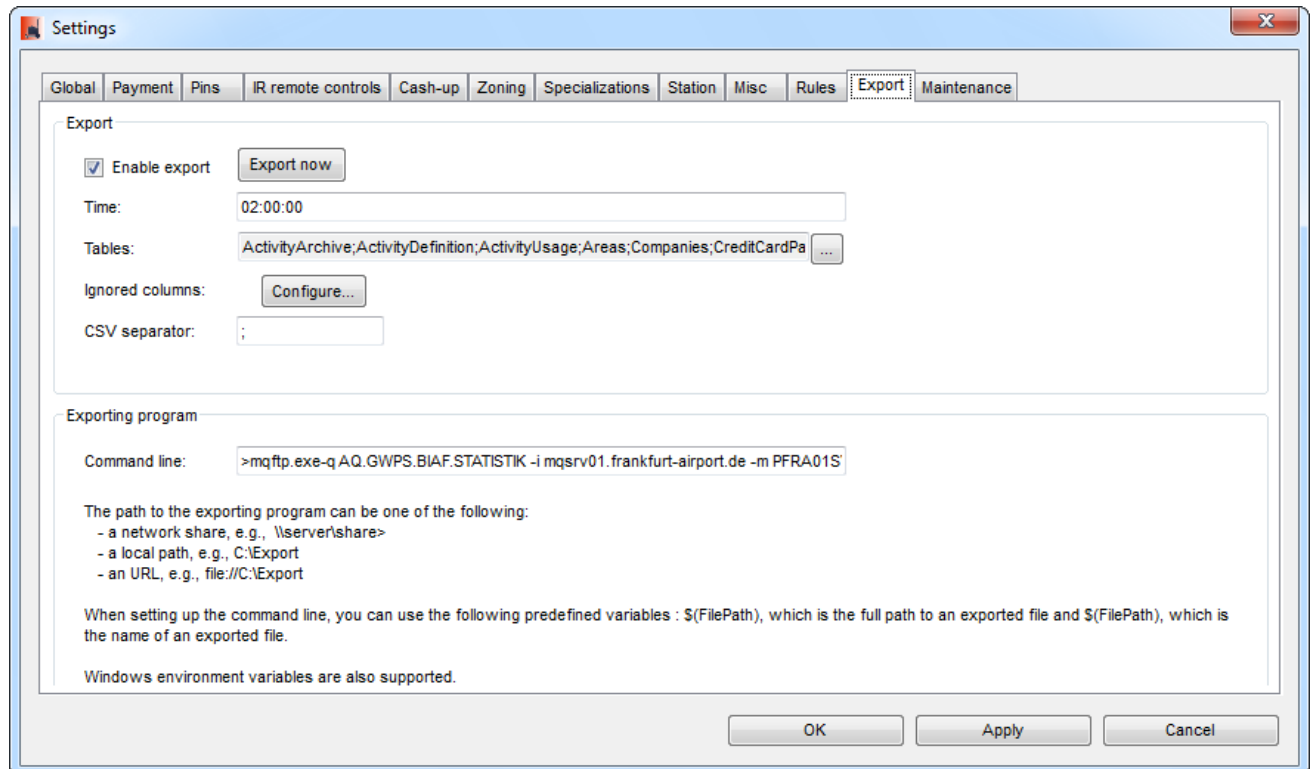 Settings
Global Payment Pins IR remote controls Cash-up Zoning Specializations Station Misc Rules Export Maintenance
Export
Enable export Export now
Time: 02:00:00
Tables: ActivityArchive;ActivityDefinition;ActivityUsage;Areas;Companies;CreditCardPa ...
Ignored columns: Configure...
CSV separator: ;
Exporting program
Command line: >mqftp.exe-q AQ.GWPS.BIAF.STATISTIK -i mqsrv01.frankfurt-airport.de -m PFRA01S
The path to the exporting program can be one of the following:
- a network share, e.g., \\server\share>
- a local path, e.g., C:\Export
- an URL, e.g., file://C:\Export
When setting up the command line, you can use the following predefined variables : $(FilePath), which is the full path to an exported file and $(FilePath), which is
the name of an exported file.
Windows environment variables are also supported.
OK Apply Cancel